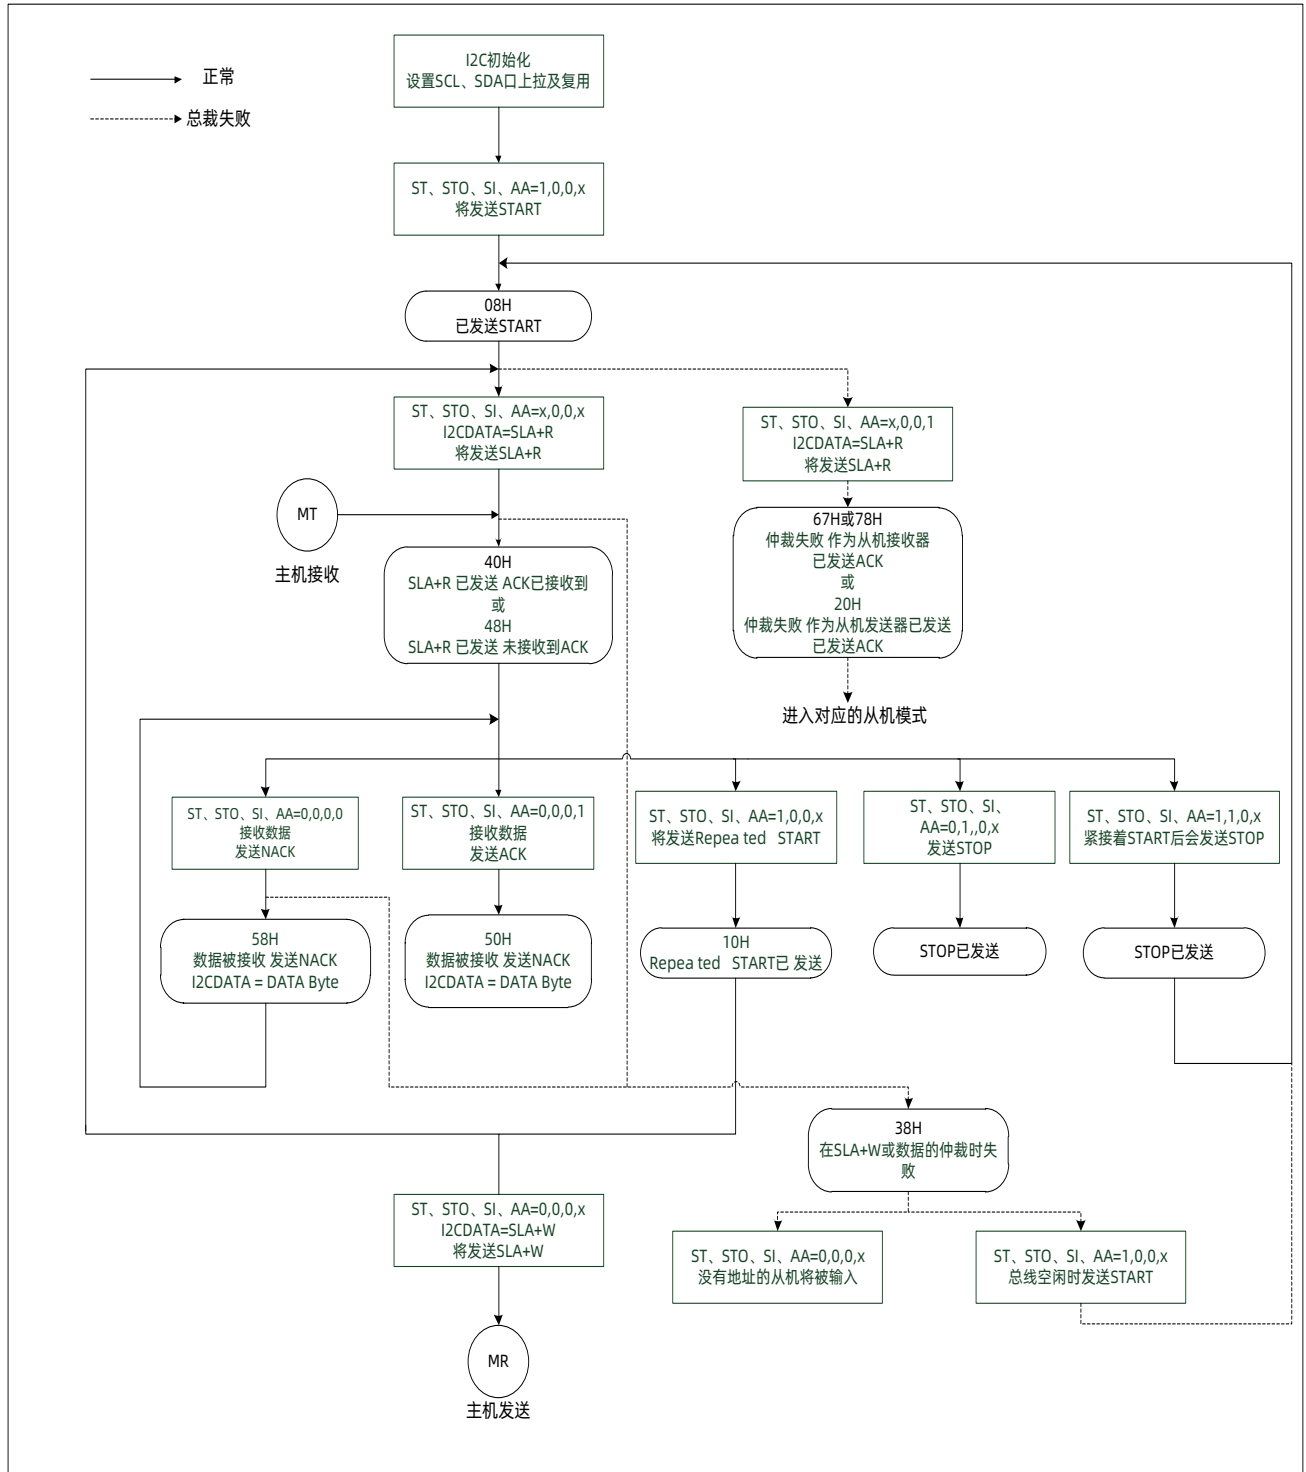 I2C初始化
设置SCL、SDA口上拉及复用
正常
总裁失败
ST、STO、SI、AA=1,0,0,x
将发送START
08H
已发送START
ST、STO、SI、AA=x,0,0,x
I2CDATA=SLA+R
将发送SLA+R
ST、STO、SI、AA=x,0,0,1
I2CDATA=SLA+R
将发送SLA+R
MT
主机接收
40H
SLA+R 已发送 ACK已接收到
或
48H
SLA+R 已发送 未接收到ACK
67H或78H
仲裁失败 作为从机接收器
已发送ACK
或
20H
仲裁失败 作为从机发送器已发送
已发送ACK
进入对应的从机模式
ST、STO、SI、AA=0,0,0,0
接收数据
发送NACK
ST、STO、SI、AA=0,0,0,1
接收数据
发送ACK
ST、STO、SI、AA=1,0,0,x
将发送Repea ted START
ST、STO、SI、
AA=0,1,,0,x
发送STOP
ST、STO、SI、AA=1,1,0,x
紧接着START后会发送STOP
58H
数据被接收 发送NACK
I2CDATA = DATA Byte
50H
数据被接收 发送NACK
I2CDATA = DATA Byte
10H
Repea ted START已 发送
STOP已发送
STOP已发送
38H
在SLA+W或数据的仲裁时失
败
ST、STO、SI、AA=0,0,0,x
I2CDATA=SLA+W
将发送SLA+W
ST、STO、SI、AA=0,0,0,x
没有地址的从机将被输入
ST、STO、SI、AA=1,0,0,x
总线空闲时发送START
MR
主机发送